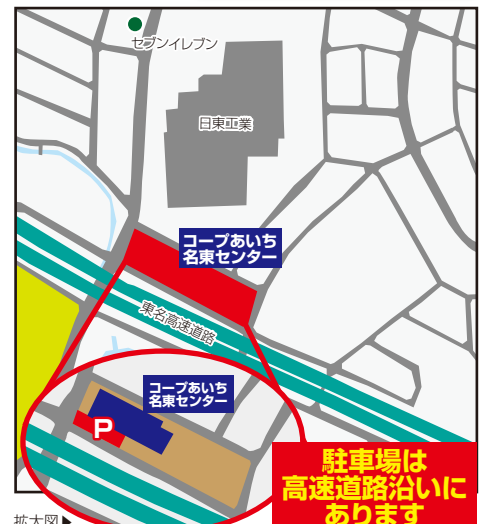 セブンイレブン
日東工業
コープあいち
名東センター
東名高速道路
コープあいち
名東センター
P
駐車場は
高速道路沿いに
あります
拡大図▶